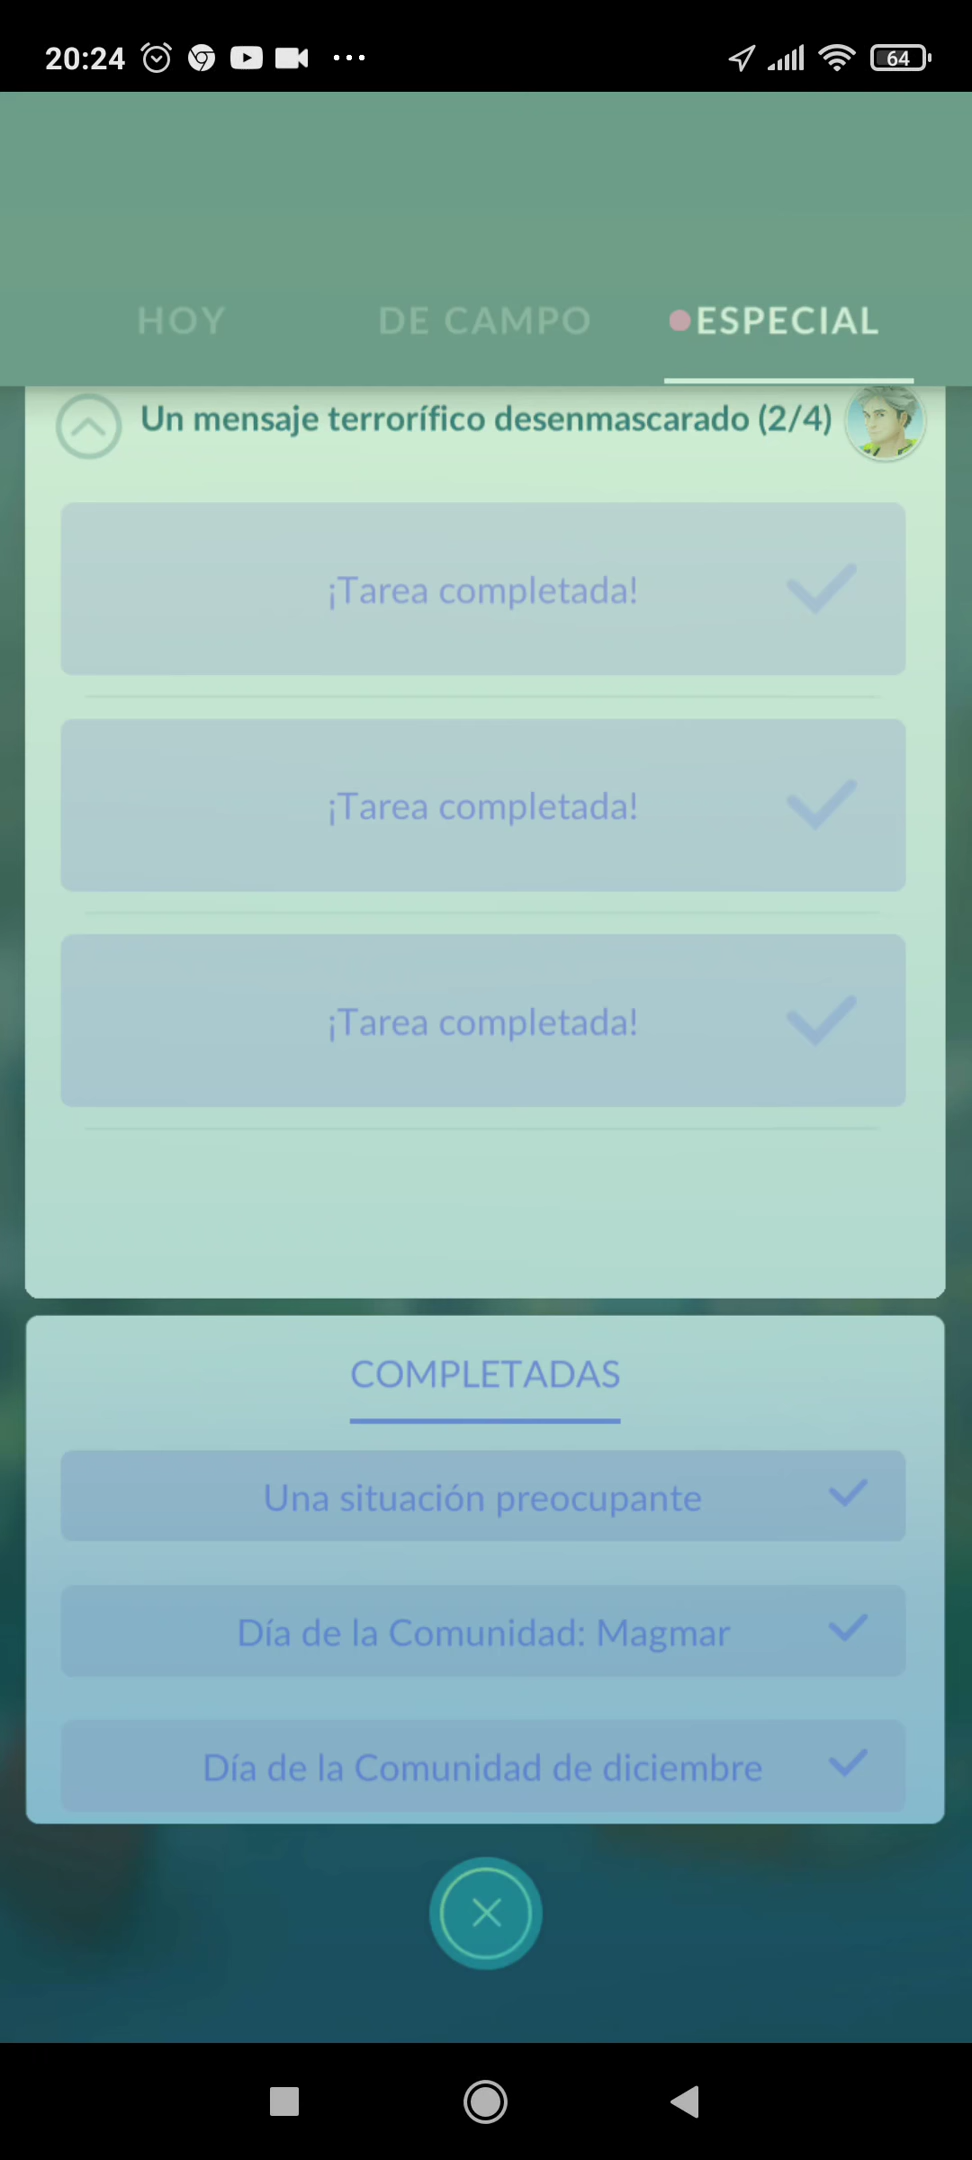 20:24
64
HOY DE CAMPO ESPECIAL
Un mensaje terrorífico desenmascarado (2/4)
¡Tarea completada!
¡Tarea completada!
¡Tarea completada!
COMPLETADAS
Una situación preocupante
Día de la Comunidad: Magmar
Día de la Comunidad de diciembre